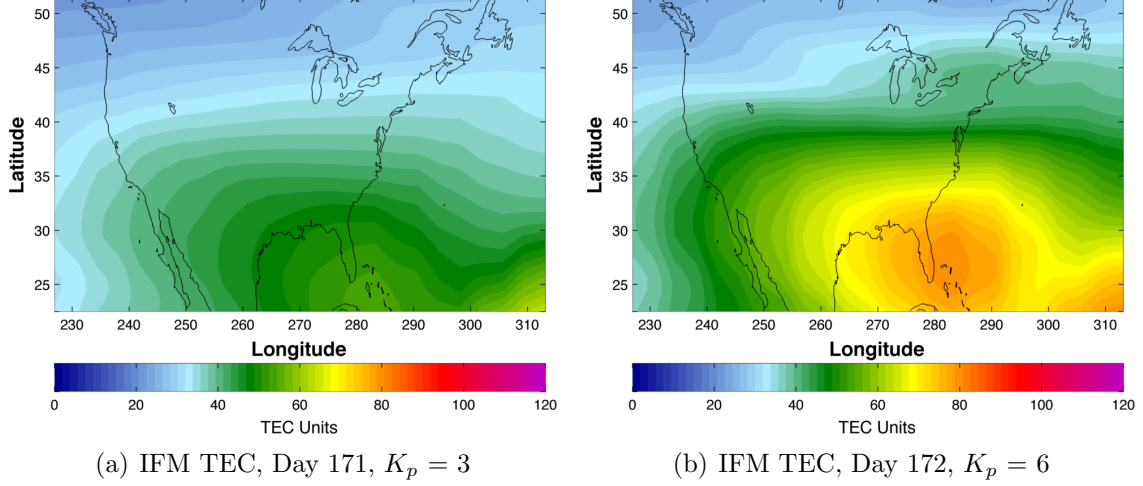 50
45
40
35
30
25
Latitude
230 240 250 260 270 280 290 300 310
Longitude
0 20 40 60 80 100 120
TEC Units
(a) IFM TEC, Day 171, $K_p$ = 3
50
45
40
35
30
25
Latitude
230 240 250 260 270 280 290 300 310
Longitude
0 20 40 60 80 100 120
TEC Units
(b) IFM TEC, Day 172, $K_p$ = 6